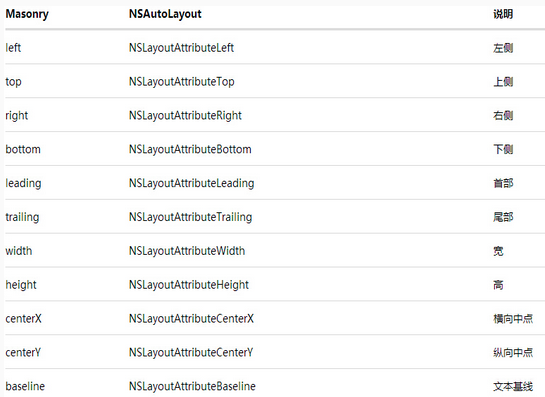 Masonry NSAutoLayout 说明
left NSLayoutAttributeLeft 左侧
top NSLayoutAttributeTop 上侧
right NSLayoutAttributeRight 右侧
bottom NSLayoutAttributeBottom 下侧
leading NSLayoutAttributeLeading 首部
trailing NSLayoutAttributeTrailing 尾部
width NSLayoutAttributeWidth 宽
height NSLayoutAttributeHeight 高
centerX NSLayoutAttributeCenterX 横向中点
centerY NSLayoutAttributeCenterY 纵向中点
baseline NSLayoutAttributeBaseline 文本基线